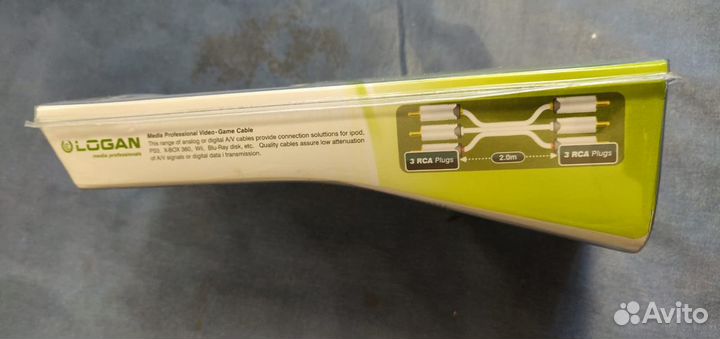 LOGAN
media professionals
Media Professional Video-Game Cable
This range of analog or digital A/V cables provide connection solutions for ipod,
PS3, X-BOX 360, Wii, Blu-Ray disk, etc. Quality cables assure low attenuation
of A/V signals or digital data i transmission.
3 RCA Plugs
2.0m
3 RCA Plugs
Avito